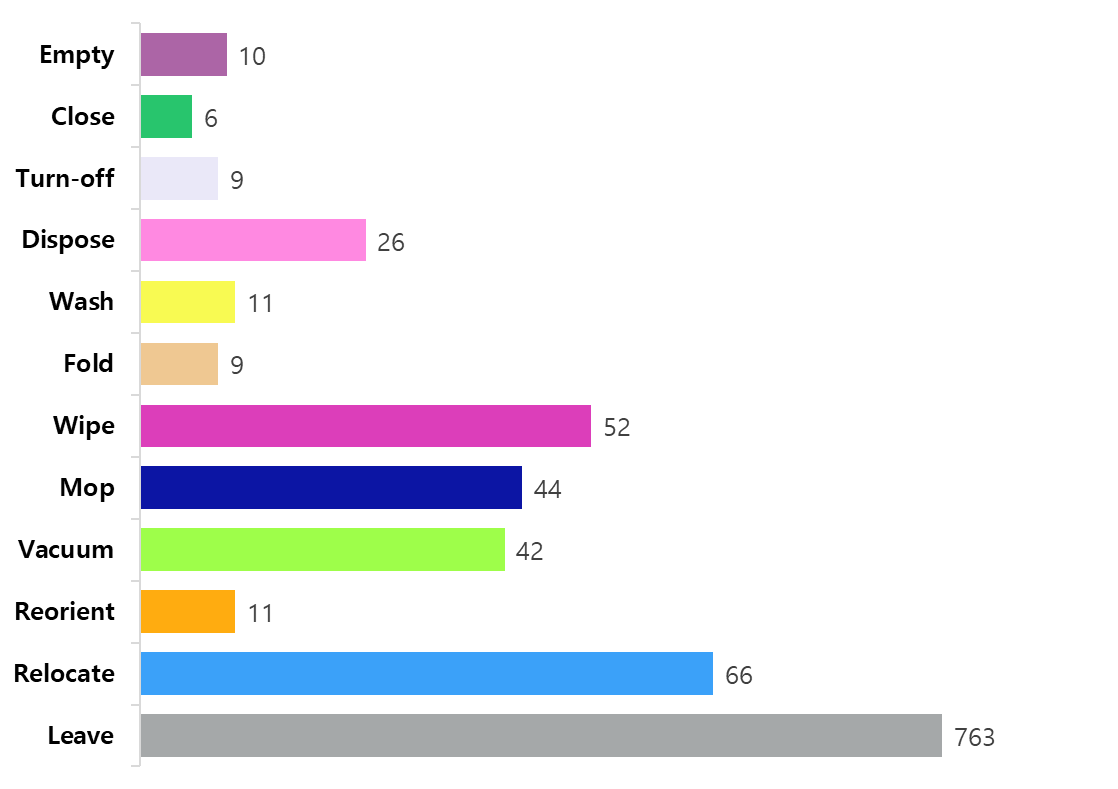 Empty 10
Close 6
Turn-off 9
Dispose 26
Wash 11
Fold 9
Wipe 52
Mop 44
Vacuum 42
Reorient 11
Relocate 66
Leave 763